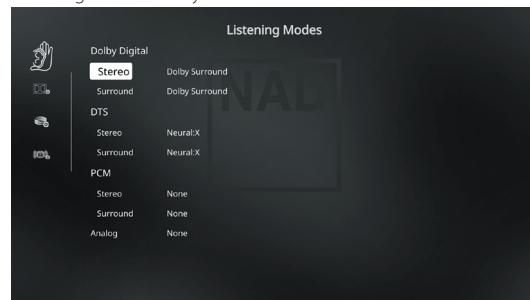 Listening Modes
Dolby Digital
Stereo Dolby Surround
Surround Dolby Surround
NAD
DTS
Stereo Neural:X
Surround Neural:X
PCM
Stereo None
Surround None
Analog None